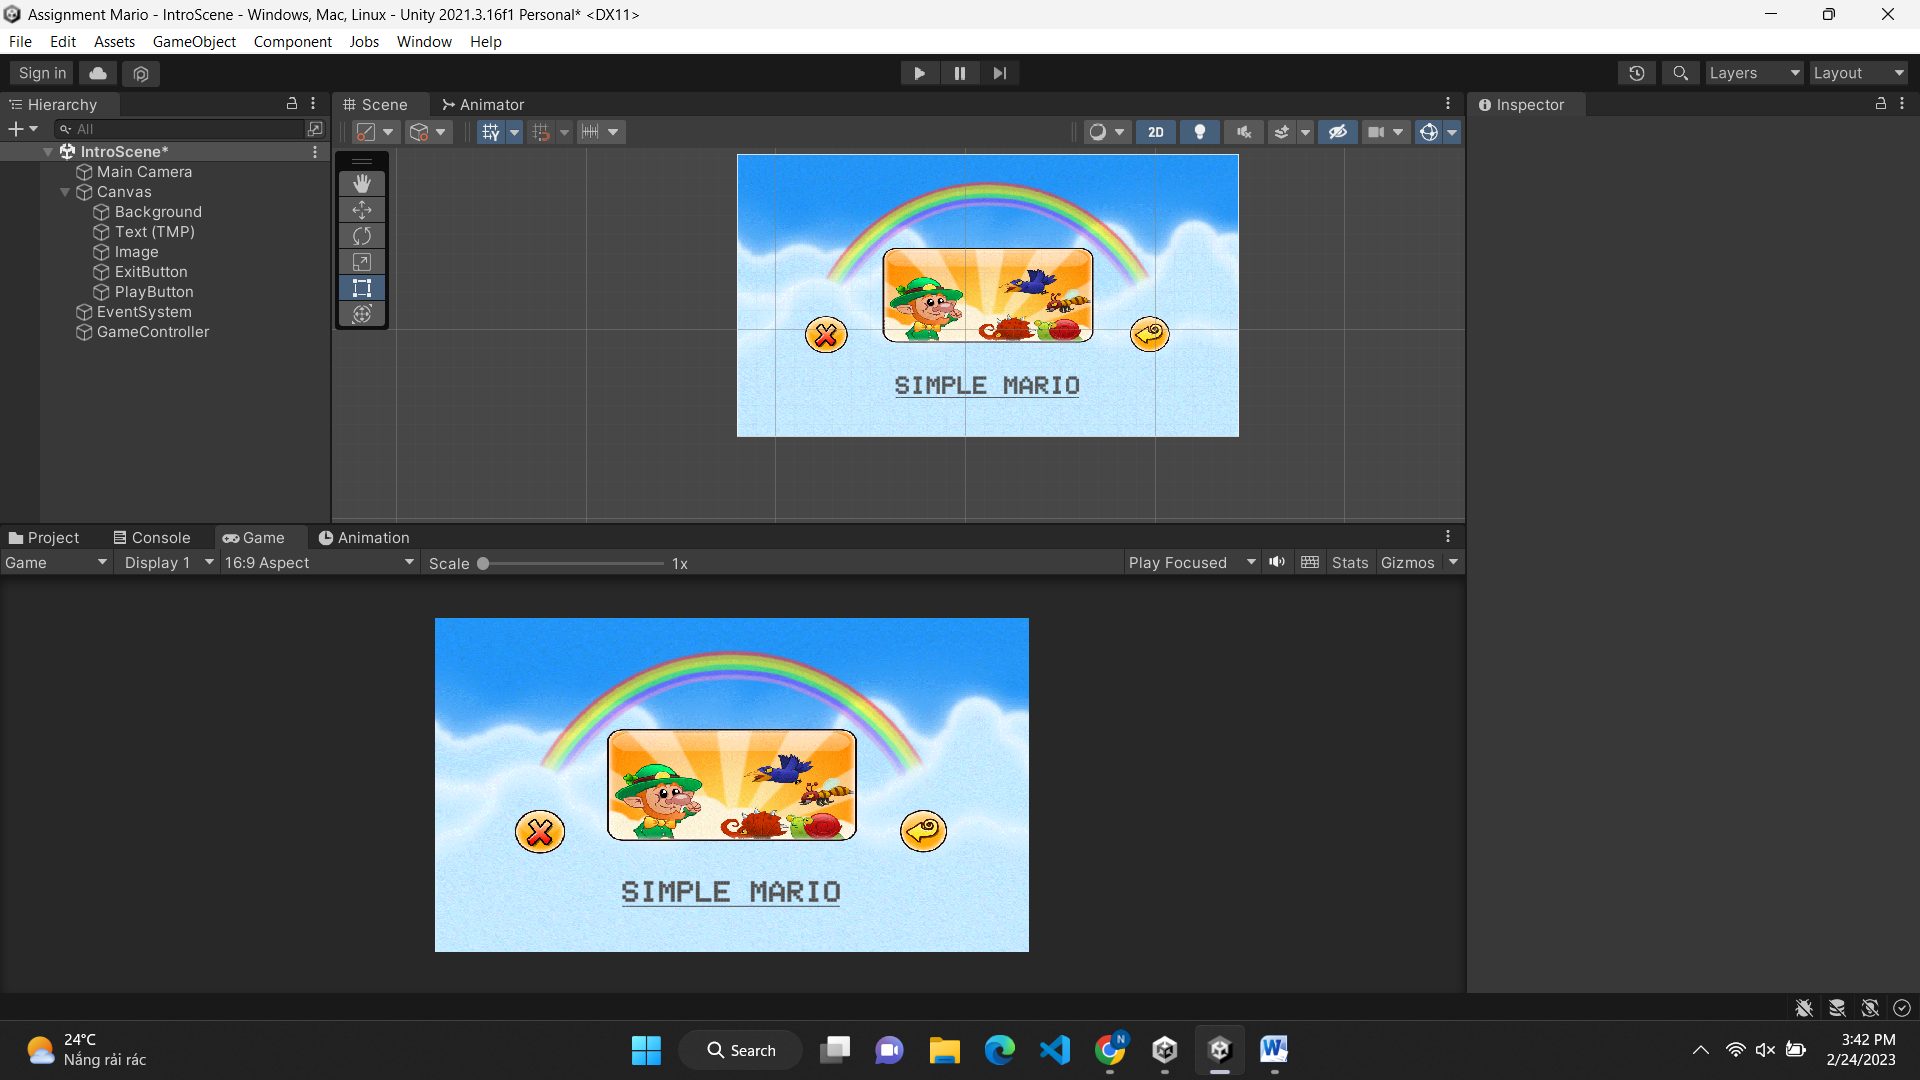 Assignment Mario - IntroScene - Windows, Mac, Linux - Unity 2021.3.16f1 Personal* <DX11>
File Edit Assets GameObject Component Jobs Window Help
Sign in Layers Layout
Hierarchy Scene Animator Inspector
All 2D
IntroScene*
Main Camera
Canvas
Background
Text (TMP)
Image
ExitButton
PlayButton
EventSystem
GameController
SIMPLE MARIO
Project Console Game Animation
Game Display 1 16:9 Aspect Scale 1x Play Focused Stats Gizmos
SIMPLE MARIO
24°C
Nắng rải rác
Search
N
3:42 PM
2/24/2023